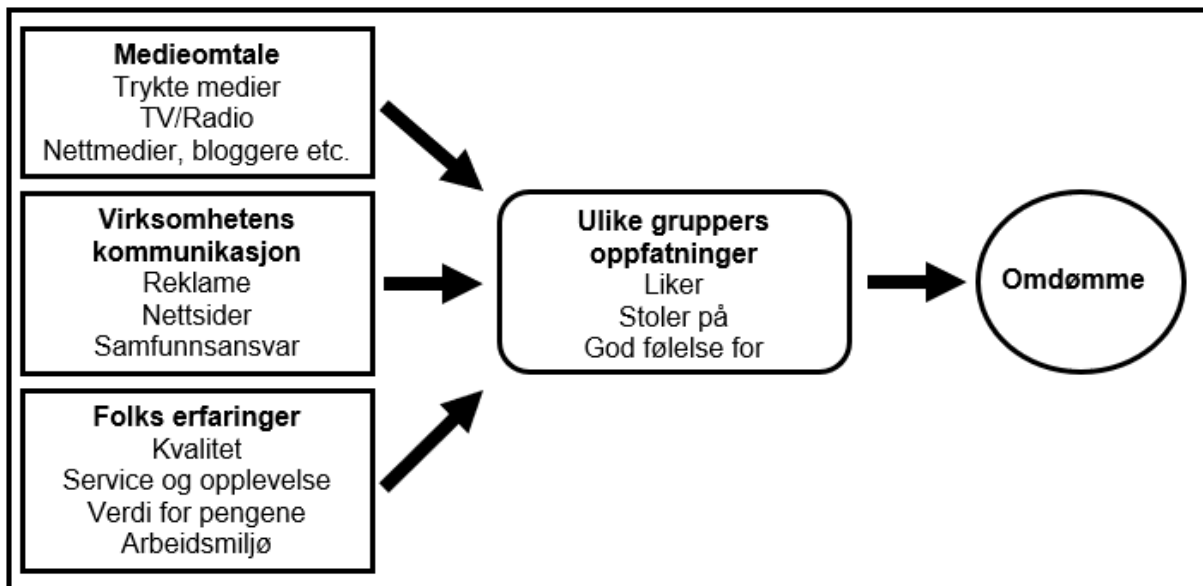 Medieomtale
Trykte medier
TV/Radio
Nettmedier, bloggere etc.
Virksomhetens
kommunikasjon
Reklame
Nettsider
Samfunnsansvar
Folks erfaringer
Kvalitet
Service og opplevelse
Verdi for pengene
Arbeidsmiljø
Ulike gruppers
oppfatninger
Liker
Stoler på
God følelse for
Omdømme